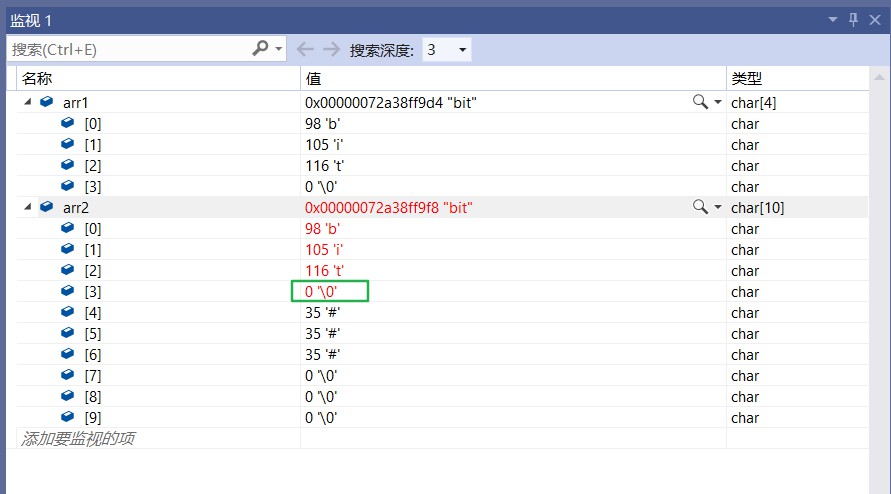 监视 1
搜索(Ctrl+E) 搜索深度: 3
名称 值 类型
arr1 0x00000072a38ff9d4 "bit" char[4]
[0] 98 'b' char
[1] 105 'i' char
[2] 116 't' char
[3] 0 '\0' char
arr2 0x00000072a38ff9f8 "bit" char[10]
[0] 98 'b' char
[1] 105 'i' char
[2] 116 't' char
[3] 0 '\0' char
[4] 35 '#' char
[5] 35 '#' char
[6] 35 '#' char
[7] 0 '\0' char
[8] 0 '\0' char
[9] 0 '\0' char
添加要监视的项